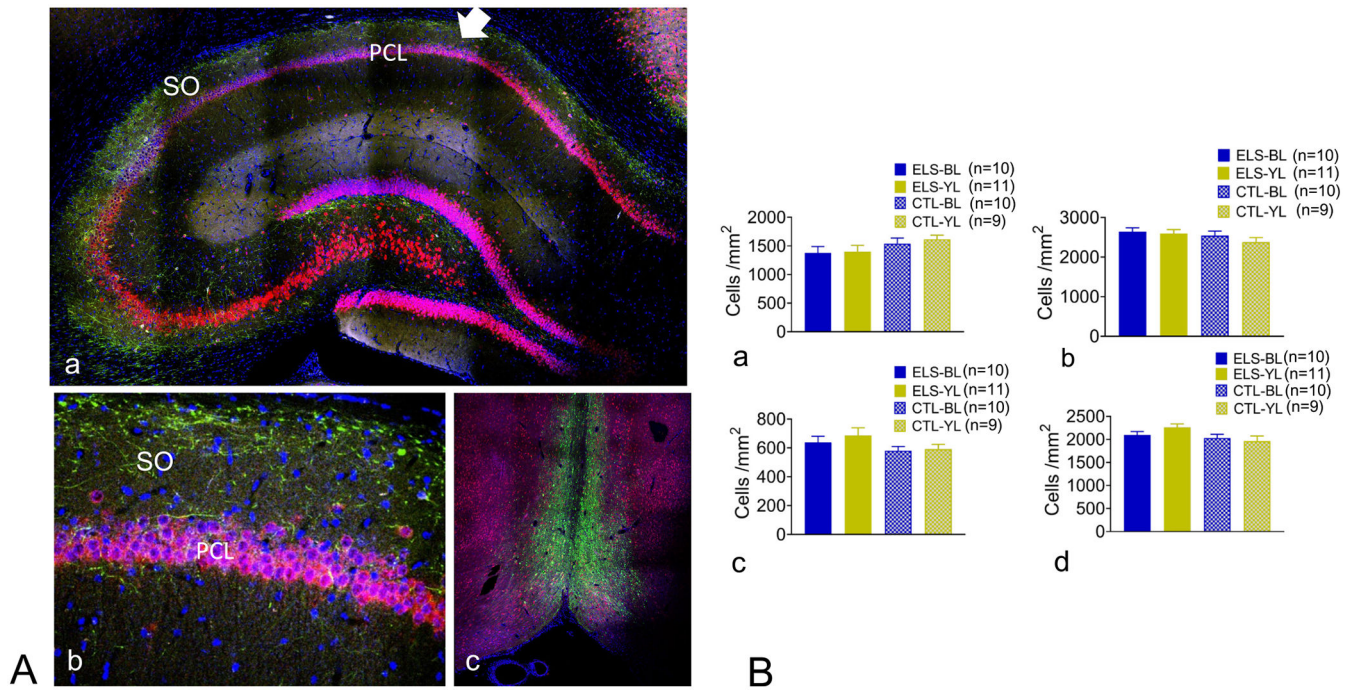 PCL
SO
a
SO
PCL
b
c
A
ELS-BL (n=10)
ELS-YL (n=11)
CTL-BL (n=10)
CTL-YL (n=9)
2000
1500
1000
500
0
Cells /mm²
a
ELS-BL (n=10)
ELS-YL (n=11)
CTL-BL (n=10)
CTL-YL (n=9)
3000
2000
1000
0
Cells /mm²
b
ELS-BL (n=10)
ELS-YL (n=11)
CTL-BL (n=10)
CTL-YL (n=9)
800
600
400
200
0
Cells /mm²
c
ELS-BL (n=10)
ELS-YL (n=11)
CTL-BL (n=10)
CTL-YL (n=9)
2500
2000
1500
1000
500
0
Cells /mm²
d
B